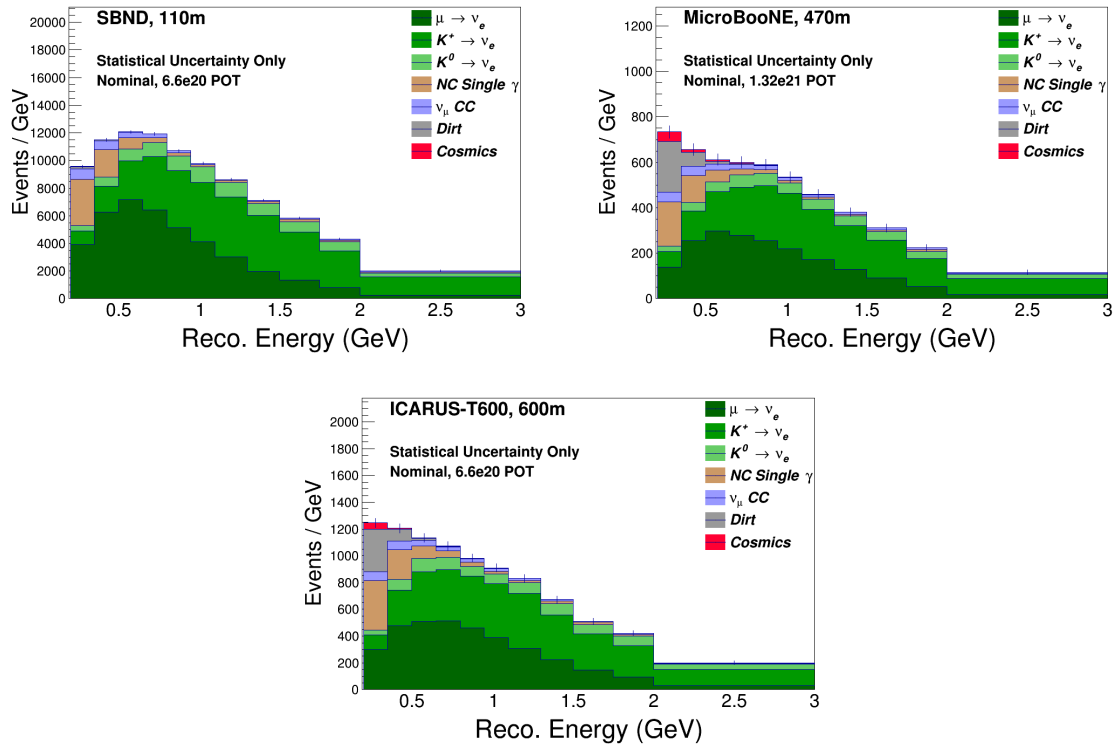 SBND, 110m
Statistical Uncertainty Only
Nominal, 6.6e20 POT
μ → νe
K+ → νe
K0 → νe
NC Single γ
νμ CC
Dirt
Cosmics
Events / GeV
20000
18000
16000
14000
12000
10000
8000
6000
4000
2000
0
0.5 1 1.5 2 2.5 3
Reco. Energy (GeV)
MicroBooNE, 470m
Statistical Uncertainty Only
Nominal, 1.32e21 POT
μ → νe
K+ → νe
K0 → νe
NC Single γ
νμ CC
Dirt
Cosmics
Events / GeV
1200
1000
800
600
400
200
0
0.5 1 1.5 2 2.5 3
Reco. Energy (GeV)
ICARUS-T600, 600m
Statistical Uncertainty Only
Nominal, 6.6e20 POT
μ → νe
K+ → νe
K0 → νe
NC Single γ
νμ CC
Dirt
Cosmics
Events / GeV
2000
1800
1600
1400
1200
1000
800
600
400
200
0
0.5 1 1.5 2 2.5 3
Reco. Energy (GeV)